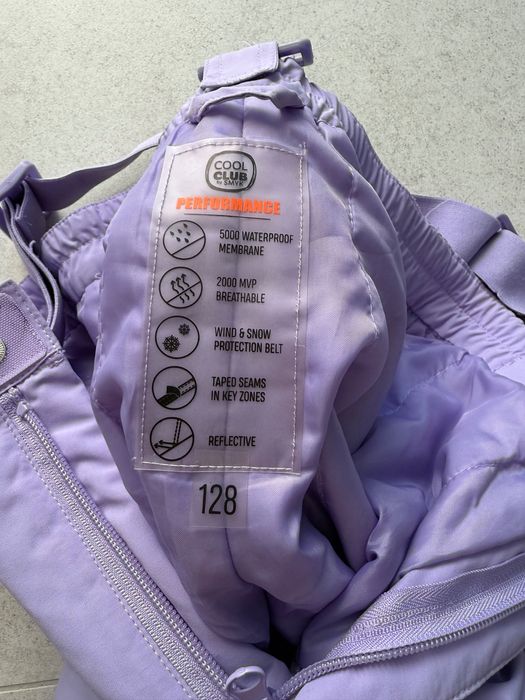 COOL
CLUB
by SMYK
PERFORMANCE
5000 WATERPROOF
MEMBRANE
2000 MVP
BREATHABLE
WIND & SNOW
PROTECTION BELT
TAPED SEAMS
IN KEY ZONES
REFLECTIVE
128